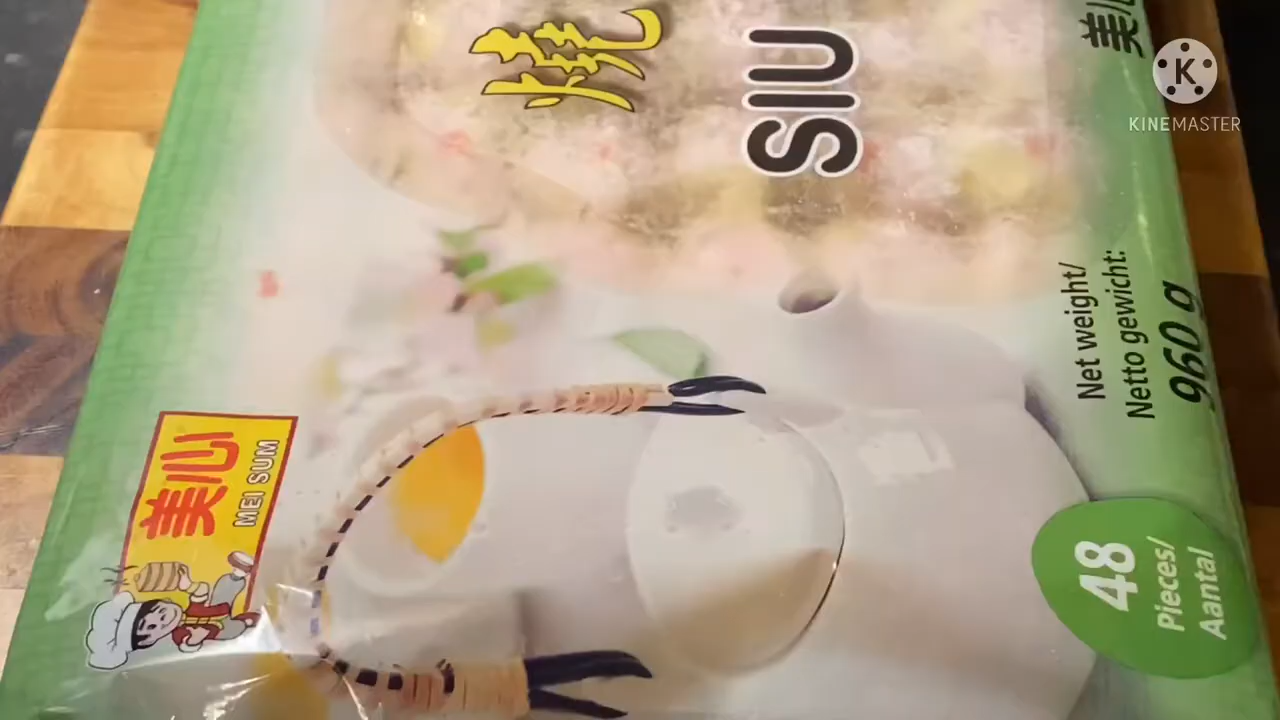 燒
SIU
美心
MEI SUM
美心
Net weight/
Netto gewicht:
960 g
48
Pieces/
Aantal
KINEMASTER